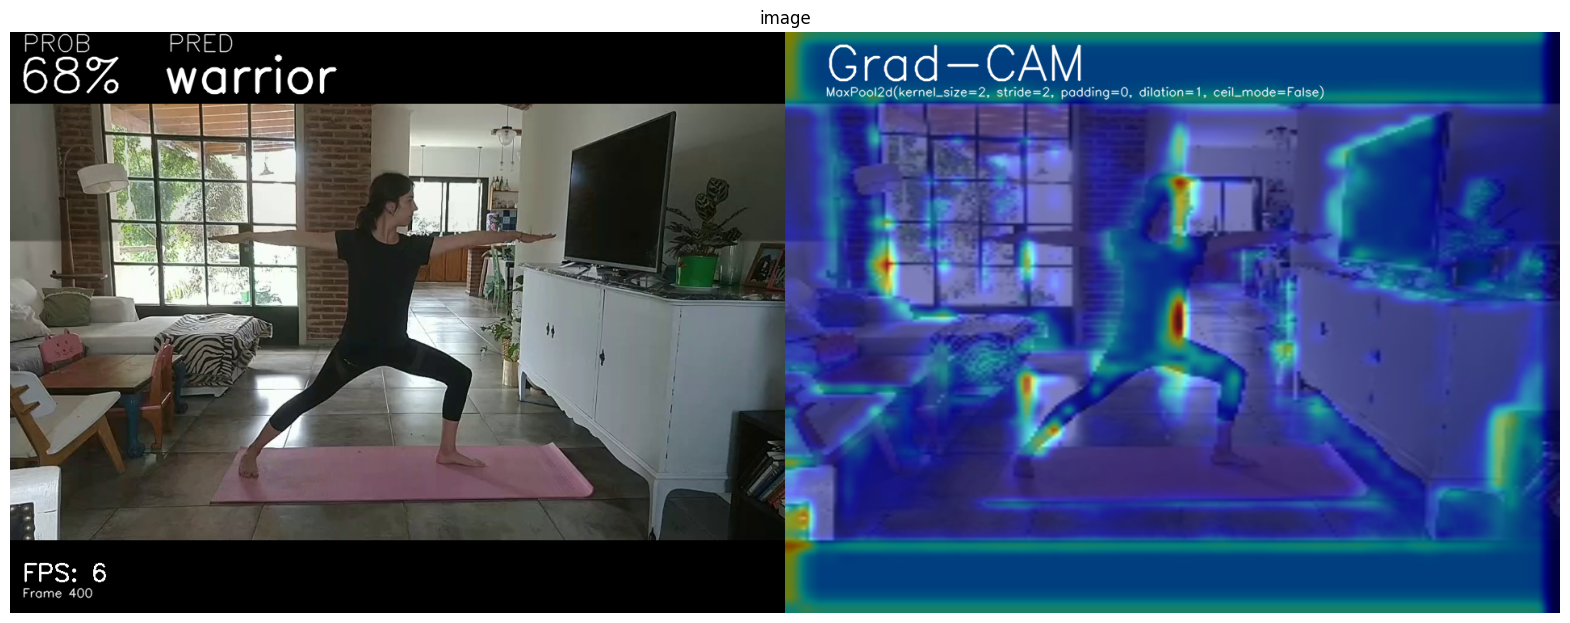 image
PROB
PRED
68%
warrior
Grad-CAM
MaxPool2d(kernel_size=2, stride=2, padding=0, dilation=1, ceil_mode=False)
FPS: 6
Frame 400